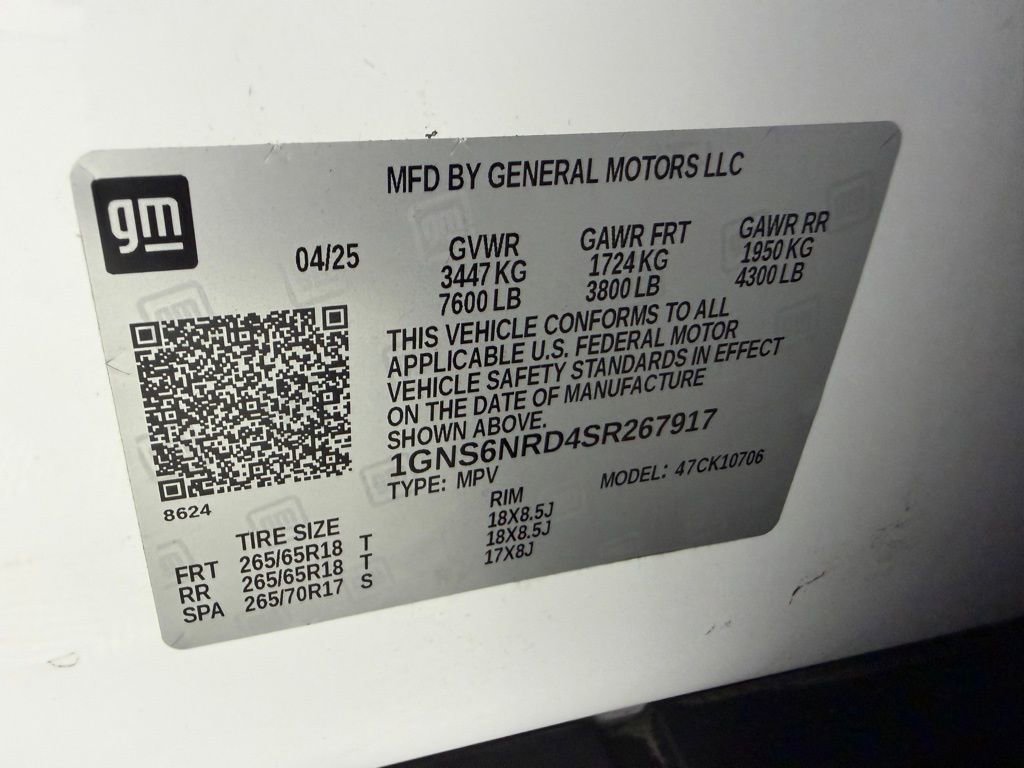 gm
MFD BY GENERAL MOTORS LLC
04/25
GVWR
3447 KG
7600 LB
GAWR FRT
1724 KG
3800 LB
GAWR RR
1950 KG
4300 LB
THIS VEHICLE CONFORMS TO ALL
APPLICABLE U.S. FEDERAL MOTOR
VEHICLE SAFETY STANDARDS IN EFFECT
ON THE DATE OF MANUFACTURE
SHOWN ABOVE.
1GNS6NRD4SR267917
TYPE: MPV MODEL: 47CK10706
8624
TIRE SIZE RIM
FRT 265/65R18 T 18X8.5J
RR 265/65R18 T 18X8.5J
SPA 265/70R17 S 17X8J